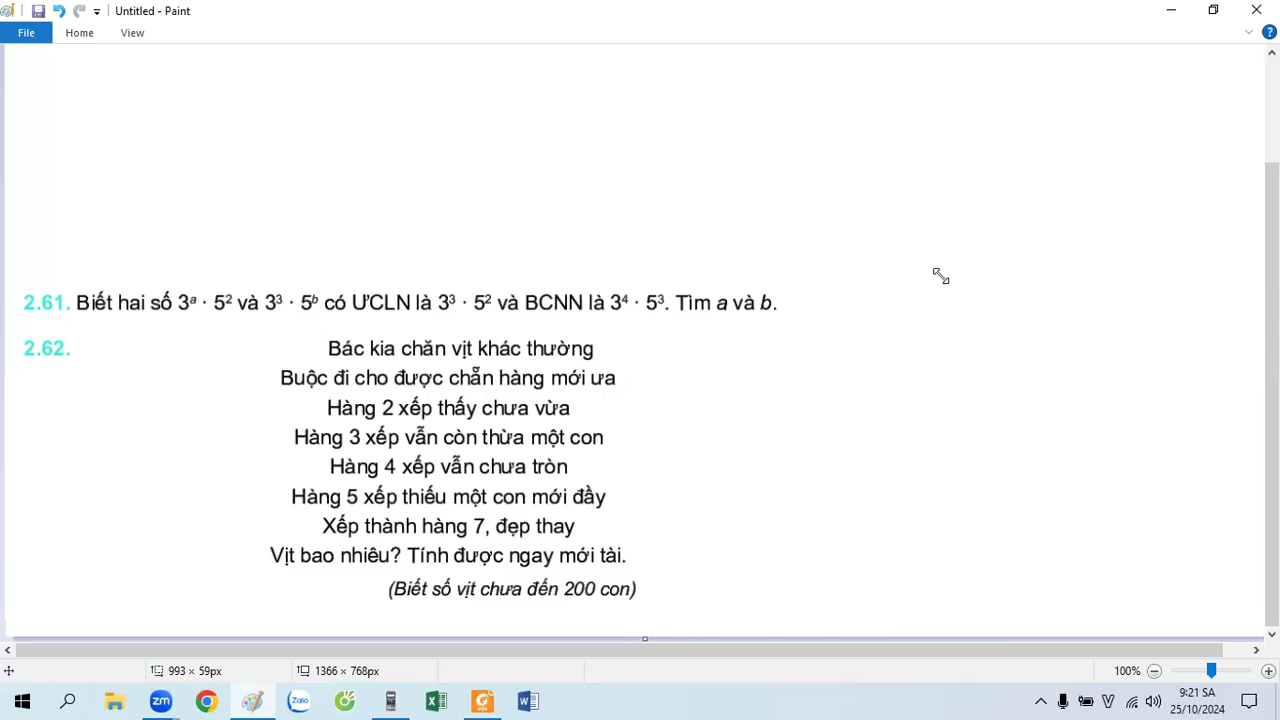 Untitled - Paint
File Home View
2.61. Biết hai số 3ᵃ · 5² và 3³ · 5ᵇ có ƯCLN là 3³ · 5² và BCNN là 3⁴ · 5³. Tìm a và b.
2.62. Bác kia chăn vịt khác thường
Buộc đi cho được chẵn hàng mới ưa
Hàng 2 xếp thấy chưa vừa
Hàng 3 xếp vẫn còn thừa một con
Hàng 4 xếp vẫn chưa tròn
Hàng 5 xếp thiếu một con mới đầy
Xếp thành hàng 7, đẹp thay
Vịt bao nhiêu? Tính được ngay mới tài.
(Biết số vịt chưa đến 200 con)
993 × 59px 1366 × 768px 100%
zm Zalo
9:21 SA
25/10/2024